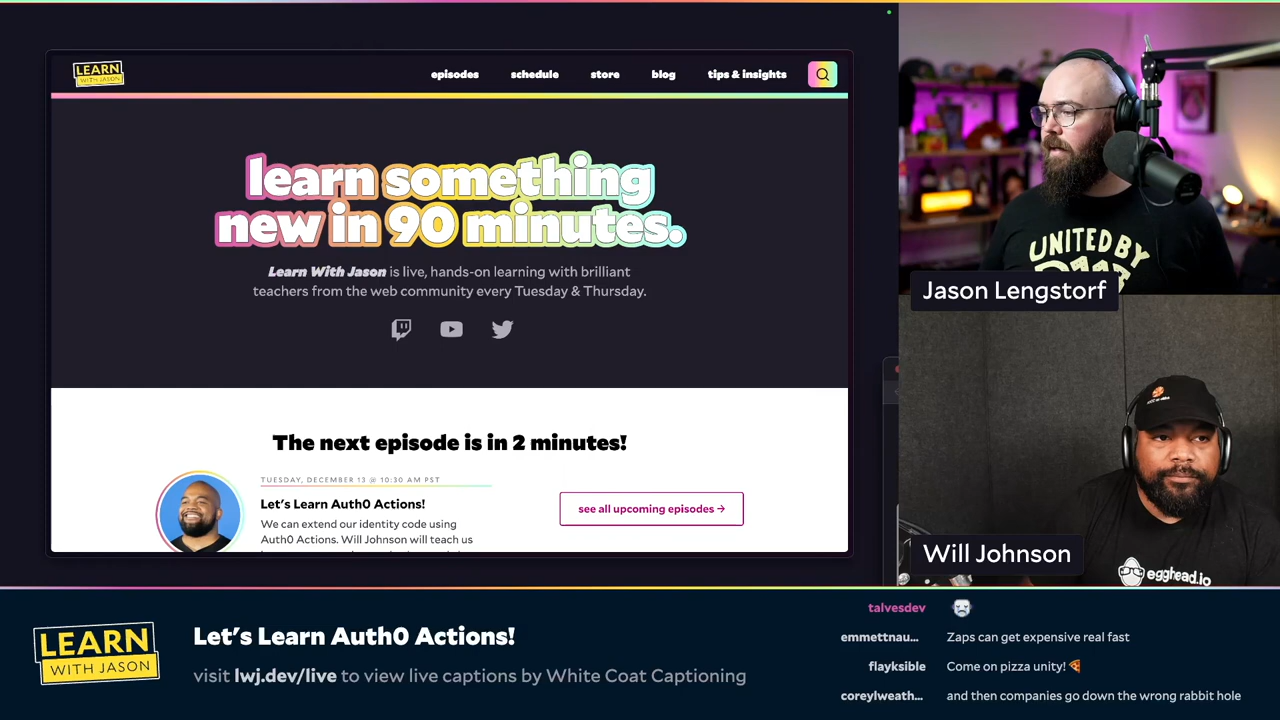 LEARN
WITH JASON
episodes
schedule
store
blog
tips & insights
learn something
new in 90 minutes.
Learn With Jason is live, hands-on learning with brilliant
teachers from the web community every Tuesday & Thursday.
The next episode is in 2 minutes!
TUESDAY, DECEMBER 13 @ 10:30 AM PST
Let's Learn Auth0 Actions!
We can extend our identity code using
Auth0 Actions. Will Johnson will teach us
see all upcoming episodes →
UNITED BY
Jason Lengstorf
egghead.io
Will Johnson
LEARN
WITH JASON
Let's Learn Auth0 Actions!
visit lwj.dev/live to view live captions by White Coat Captioning
talvesdev
emmettnau... Zaps can get expensive real fast
flayksible Come on pizza unity! 🍕
coreylweath... and then companies go down the wrong rabbit hole